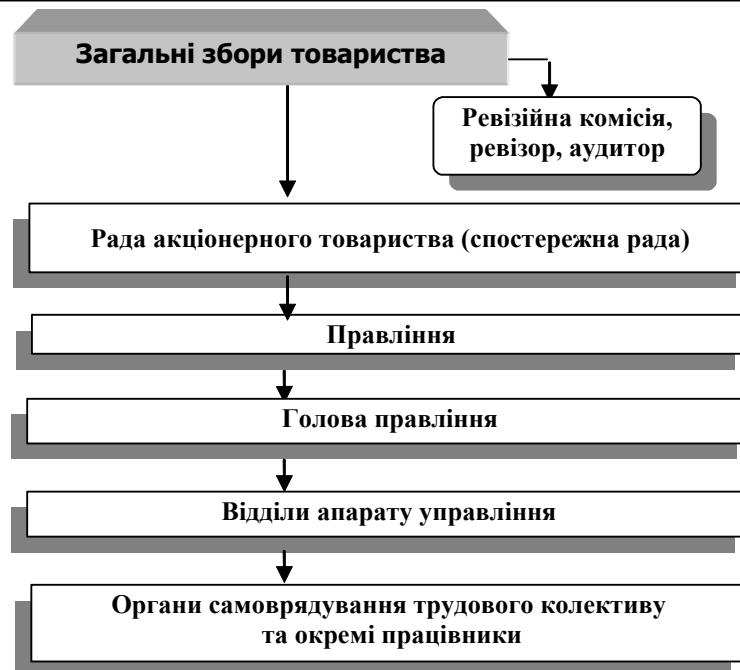 Загальні збори товариства
Ревізійна комісія,
ревізор, аудитор
Рада акціонерного товариства (спостережна рада)
Правління
Голова правління
Відділи апарату управління
Органи самоврядування трудового колективу
та окремі працівники